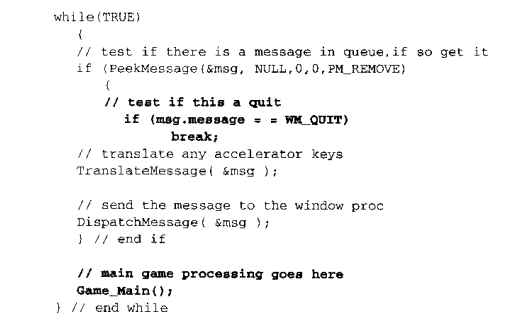 while(TRUE)
{
// test if there is a message in queue,if so get it
if (PeekMessage(&msg, NULL,0,0,PM_REMOVE)
{
// test if this a quit
if (msg.message = = WM_QUIT)
break;
// translate any accelerator keys
TranslateMessage( &msg );
// send the message to the window proc
DispatchMessage( &msg );
} // end if
// main game processing goes here
Game_Main();
} // end while